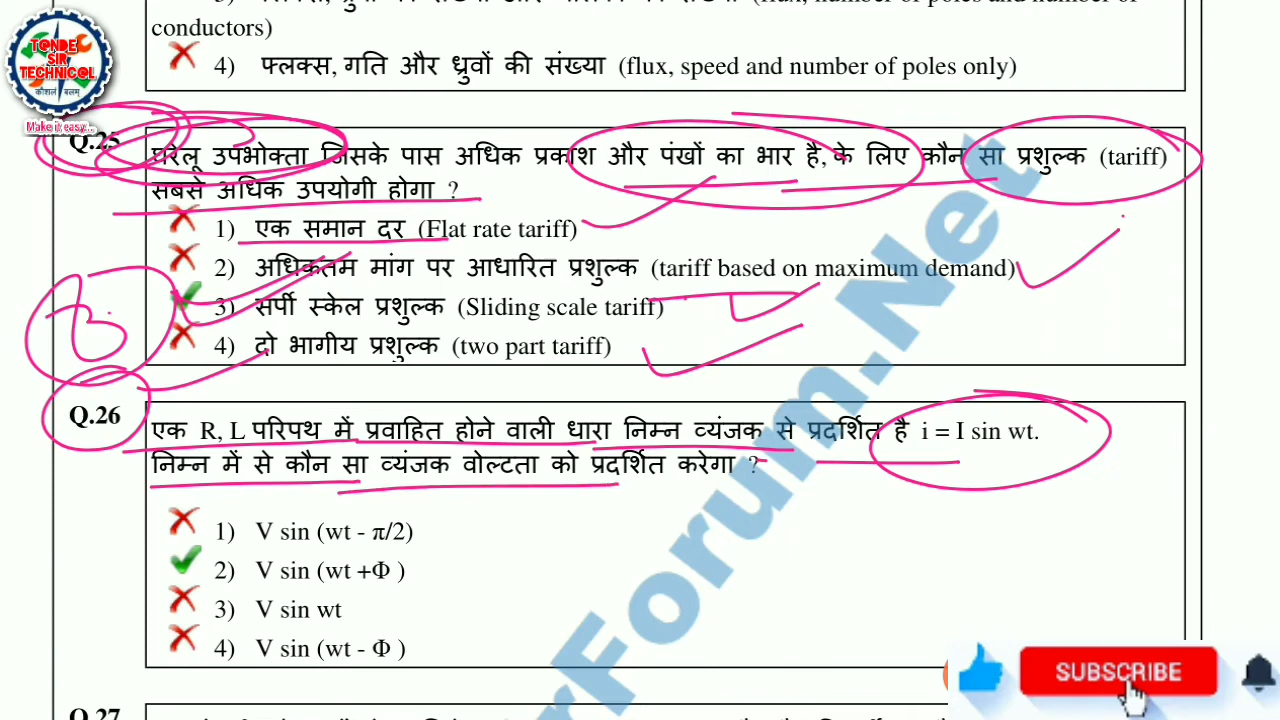 conductors)
4) फ्लक्स, गति और ध्रुवों की संख्या (flux, speed and number of poles only)
TONDE
SIR
TECHNICAL
कौशलं बलम्
Make it easy...
Q.25
घरेलू उपभोक्ता जिसके पास अधिक प्रकाश और पंखों का भार है, के लिए कौन सा प्रशुल्क (tariff)
सबसे अधिक उपयोगी होगा ?
1) एक समान दर (Flat rate tariff)
2) अधिकतम मांग पर आधारित प्रशुल्क (tariff based on maximum demand)
3) सर्पी स्केल प्रशुल्क (Sliding scale tariff)
4) दो भागीय प्रशुल्क (two part tariff)
Q.26
एक R, L परिपथ में प्रवाहित होने वाली धारा निम्न व्यंजक से प्रदर्शित है i = I sin wt.
निम्न में से कौन सा व्यंजक वोल्टता को प्रदर्शित करेगा ?
1) V sin (wt - π/2)
2) V sin (wt +Φ )
3) V sin wt
4) V sin (wt - Φ )
rForum.Net
SUBSCRIBE
Q.27